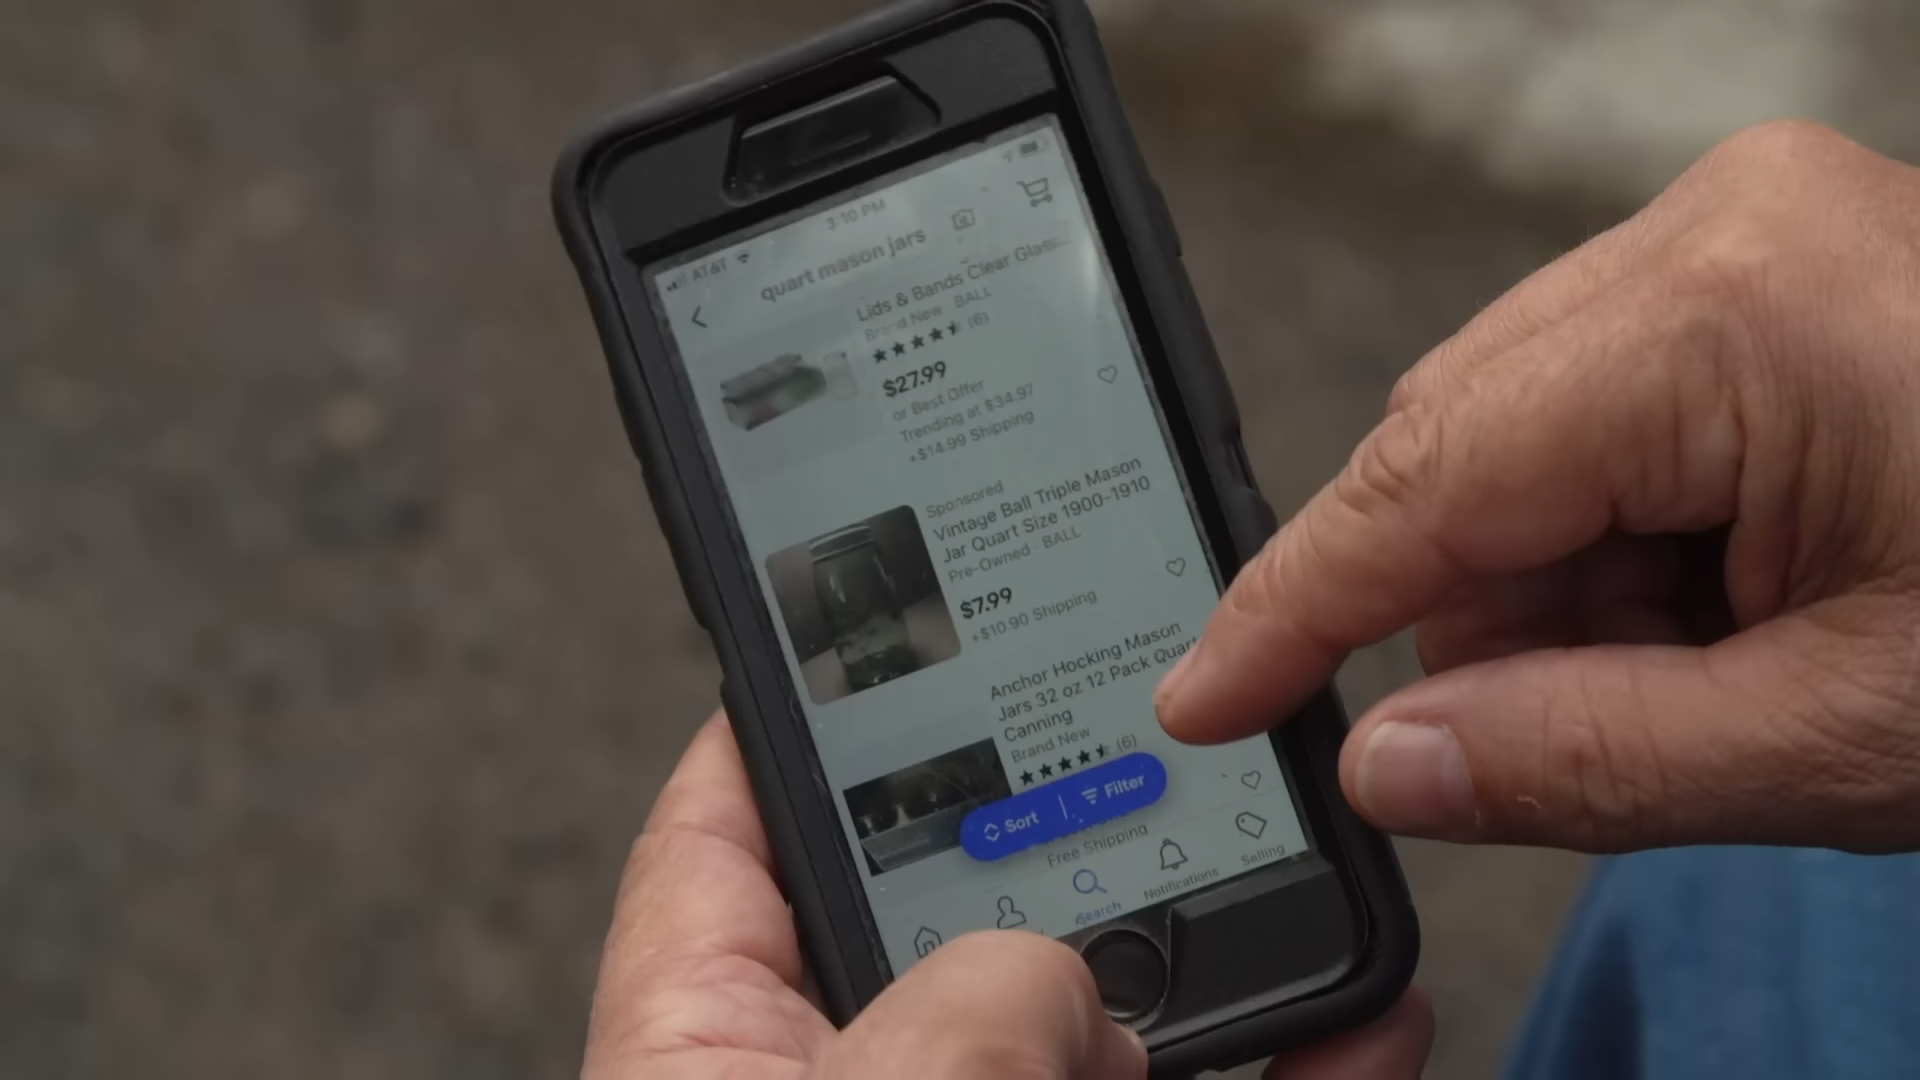 3:10 PM
AT&T
quart mason jars
Lids & Bands Clear Glass
Brand New · BALL
(6)
$27.99
or Best Offer
Trending at $34.97
+$14.99 Shipping
Sponsored
Vintage Ball Triple Mason
Jar Quart Size 1900-1910
Pre-Owned · BALL
$7.99
+$10.90 Shipping
Anchor Hocking Mason
Jars 32 oz 12 Pack Quart
Canning
Brand New
(6)
Sort | Filter
Free Shipping
Search
Notifications
Selling